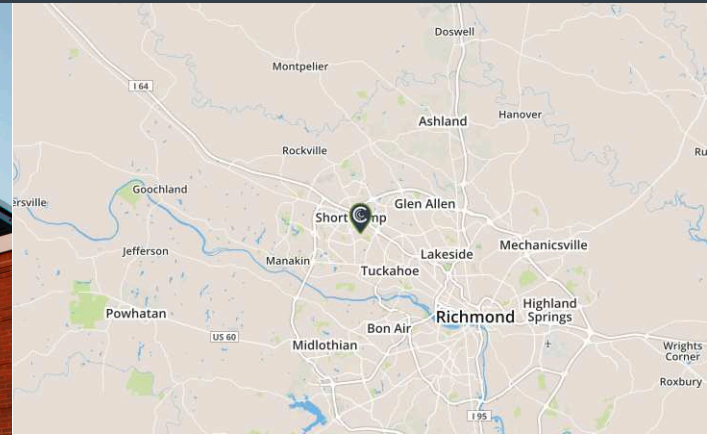 Doswell
Montpelier
I 64
Ashland
Hanover
Rockville
Ru
Goochland
ersville
Glen Allen
Short
mp
Jefferson
Manakin
Lakeside
Mechanicsville
Tuckahoe
Powhatan
Richmond
Highland
Springs
Bon Air
US 60
Midlothian
Wrights
Corner
Roxbury
I 95